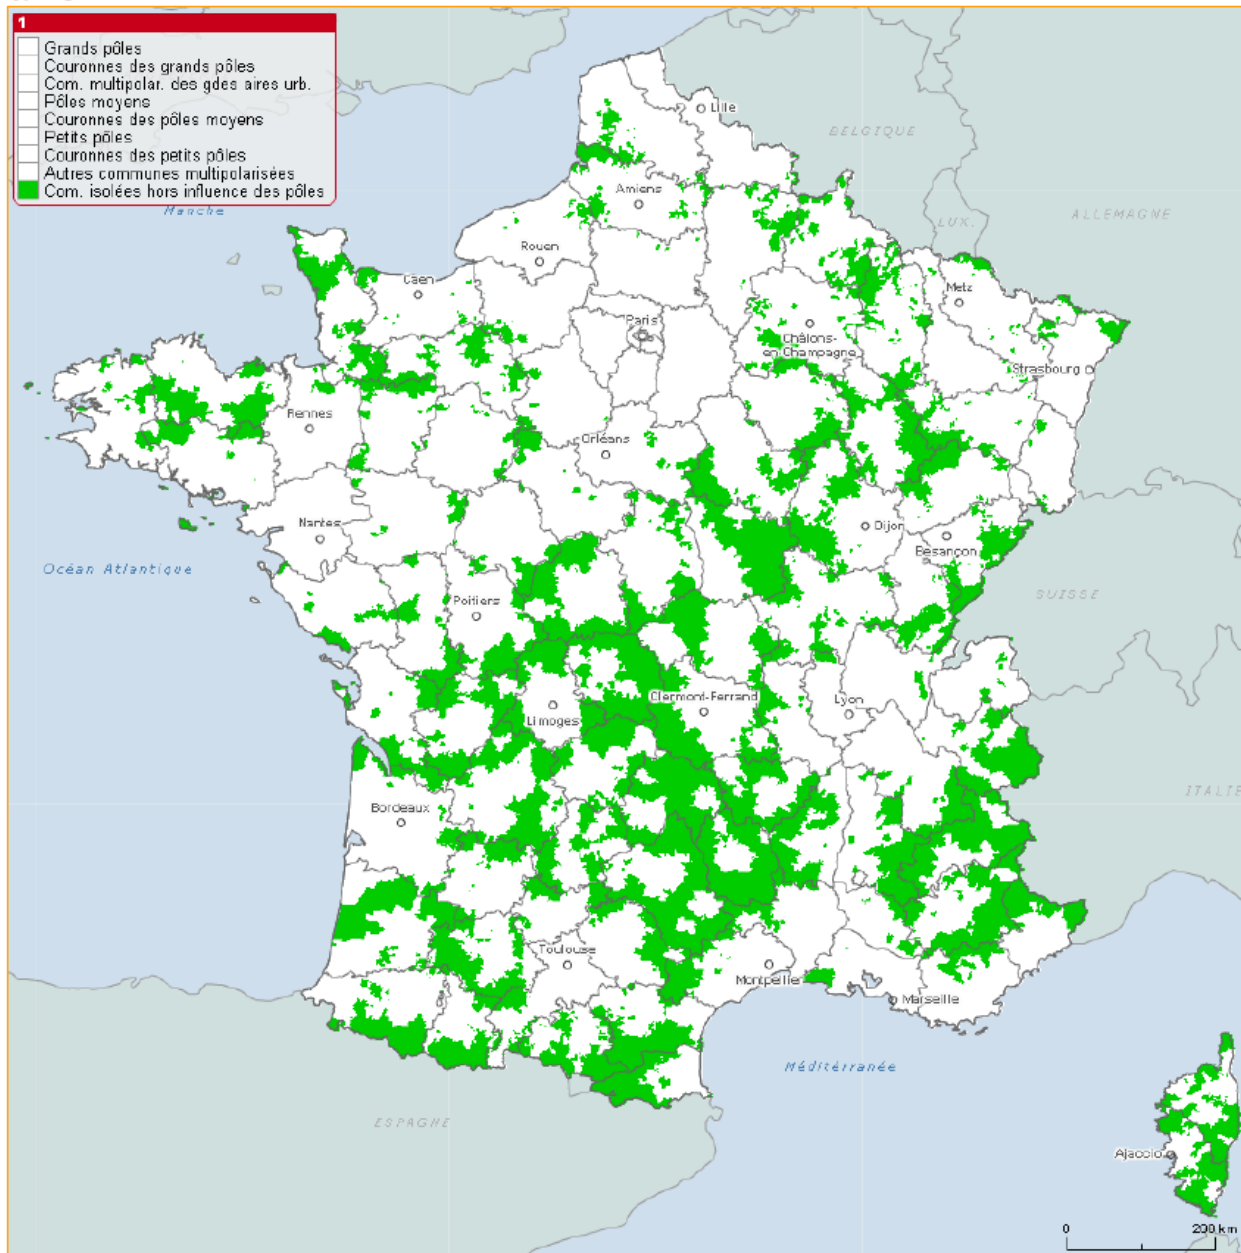 1
Grands pôles
Couronnes des grands pôles
Com. multipolar. des gdes aires urb.
Pôles moyens
Couronnes des pôles moyens
Petits pôles
Couronnes des petits pôles
Autres communes multipolarisées
Com. isolées hors influence des pôles
Lille
BELGIQUE
Amiens
Manche
LUX.
ALLEMAGNE
Rouen
Caen
Metz
Paris
Châlons-
en-Champagne
Strasbourg
Rennes
Orléans
Nantes
Dijon
Besançon
Océan Atlantique
SUISSE
Poitiers
Clermont-Ferrand
Lyon
Limoges
ITALIE
Bordeaux
Toulouse
Montpellie
Marseille
Méditérranée
ESPAGNE
Ajaccio
0
200 km